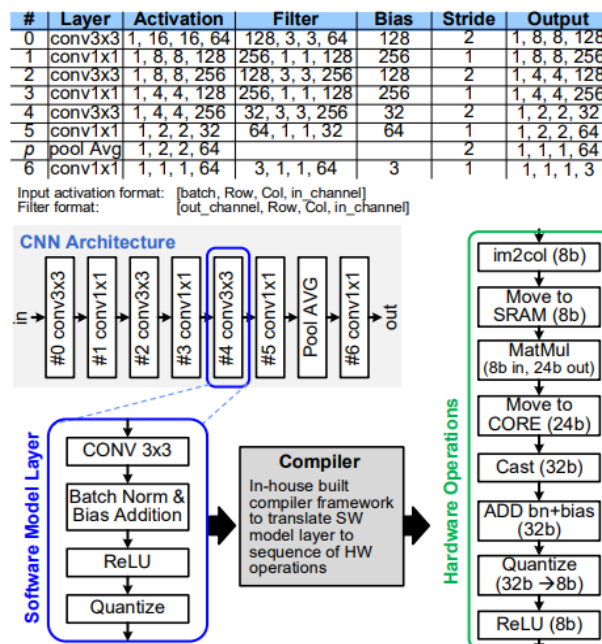 # Layer Activation Filter Bias Stride Output
0 conv3x3 1, 16, 16, 64 128, 3, 3, 64 128 2 1, 8, 8, 128
1 conv1x1 1, 8, 8, 128 256, 1, 1, 128 256 1 1, 8, 8, 256
2 conv3x3 1, 8, 8, 256 128, 3, 3, 256 128 2 1, 4, 4, 128
3 conv1x1 1, 4, 4, 128 256, 1, 1, 128 256 1 1, 4, 4, 256
4 conv3x3 1, 4, 4, 256 32, 3, 3, 256 32 2 1, 2, 2, 32
5 conv1x1 1, 2, 2, 32 64, 1, 1, 32 64 1 1, 2, 2, 64
p pool Avg 1, 2, 2, 64 2 1, 1, 1, 64
6 conv1x1 1, 1, 1, 64 3, 1, 1, 64 3 1 1, 1, 1, 3
Input activation format: [batch, Row, Col, in_channel]
Filter format: [out_channel, Row, Col, in_channel]
CNN Architecture
in
#0 conv3x3
#1 conv1x1
#2 conv3x3
#3 conv1x1
#4 conv3x3
#5 conv1x1
Pool AVG
#6 conv1x1
out
Software Model Layer
CONV 3x3
Batch Norm &
Bias Addition
ReLU
Quantize
Compiler
In-house built
compiler framework
to translate SW
model layer to
sequence of HW
operations
Hardware Operations
im2col (8b)
Move to
SRAM (8b)
MatMul
(8b in, 24b out)
Move to
CORE (24b)
Cast (32b)
ADD bn+bias
(32b)
Quantize
(32b →8b)
ReLU (8b)